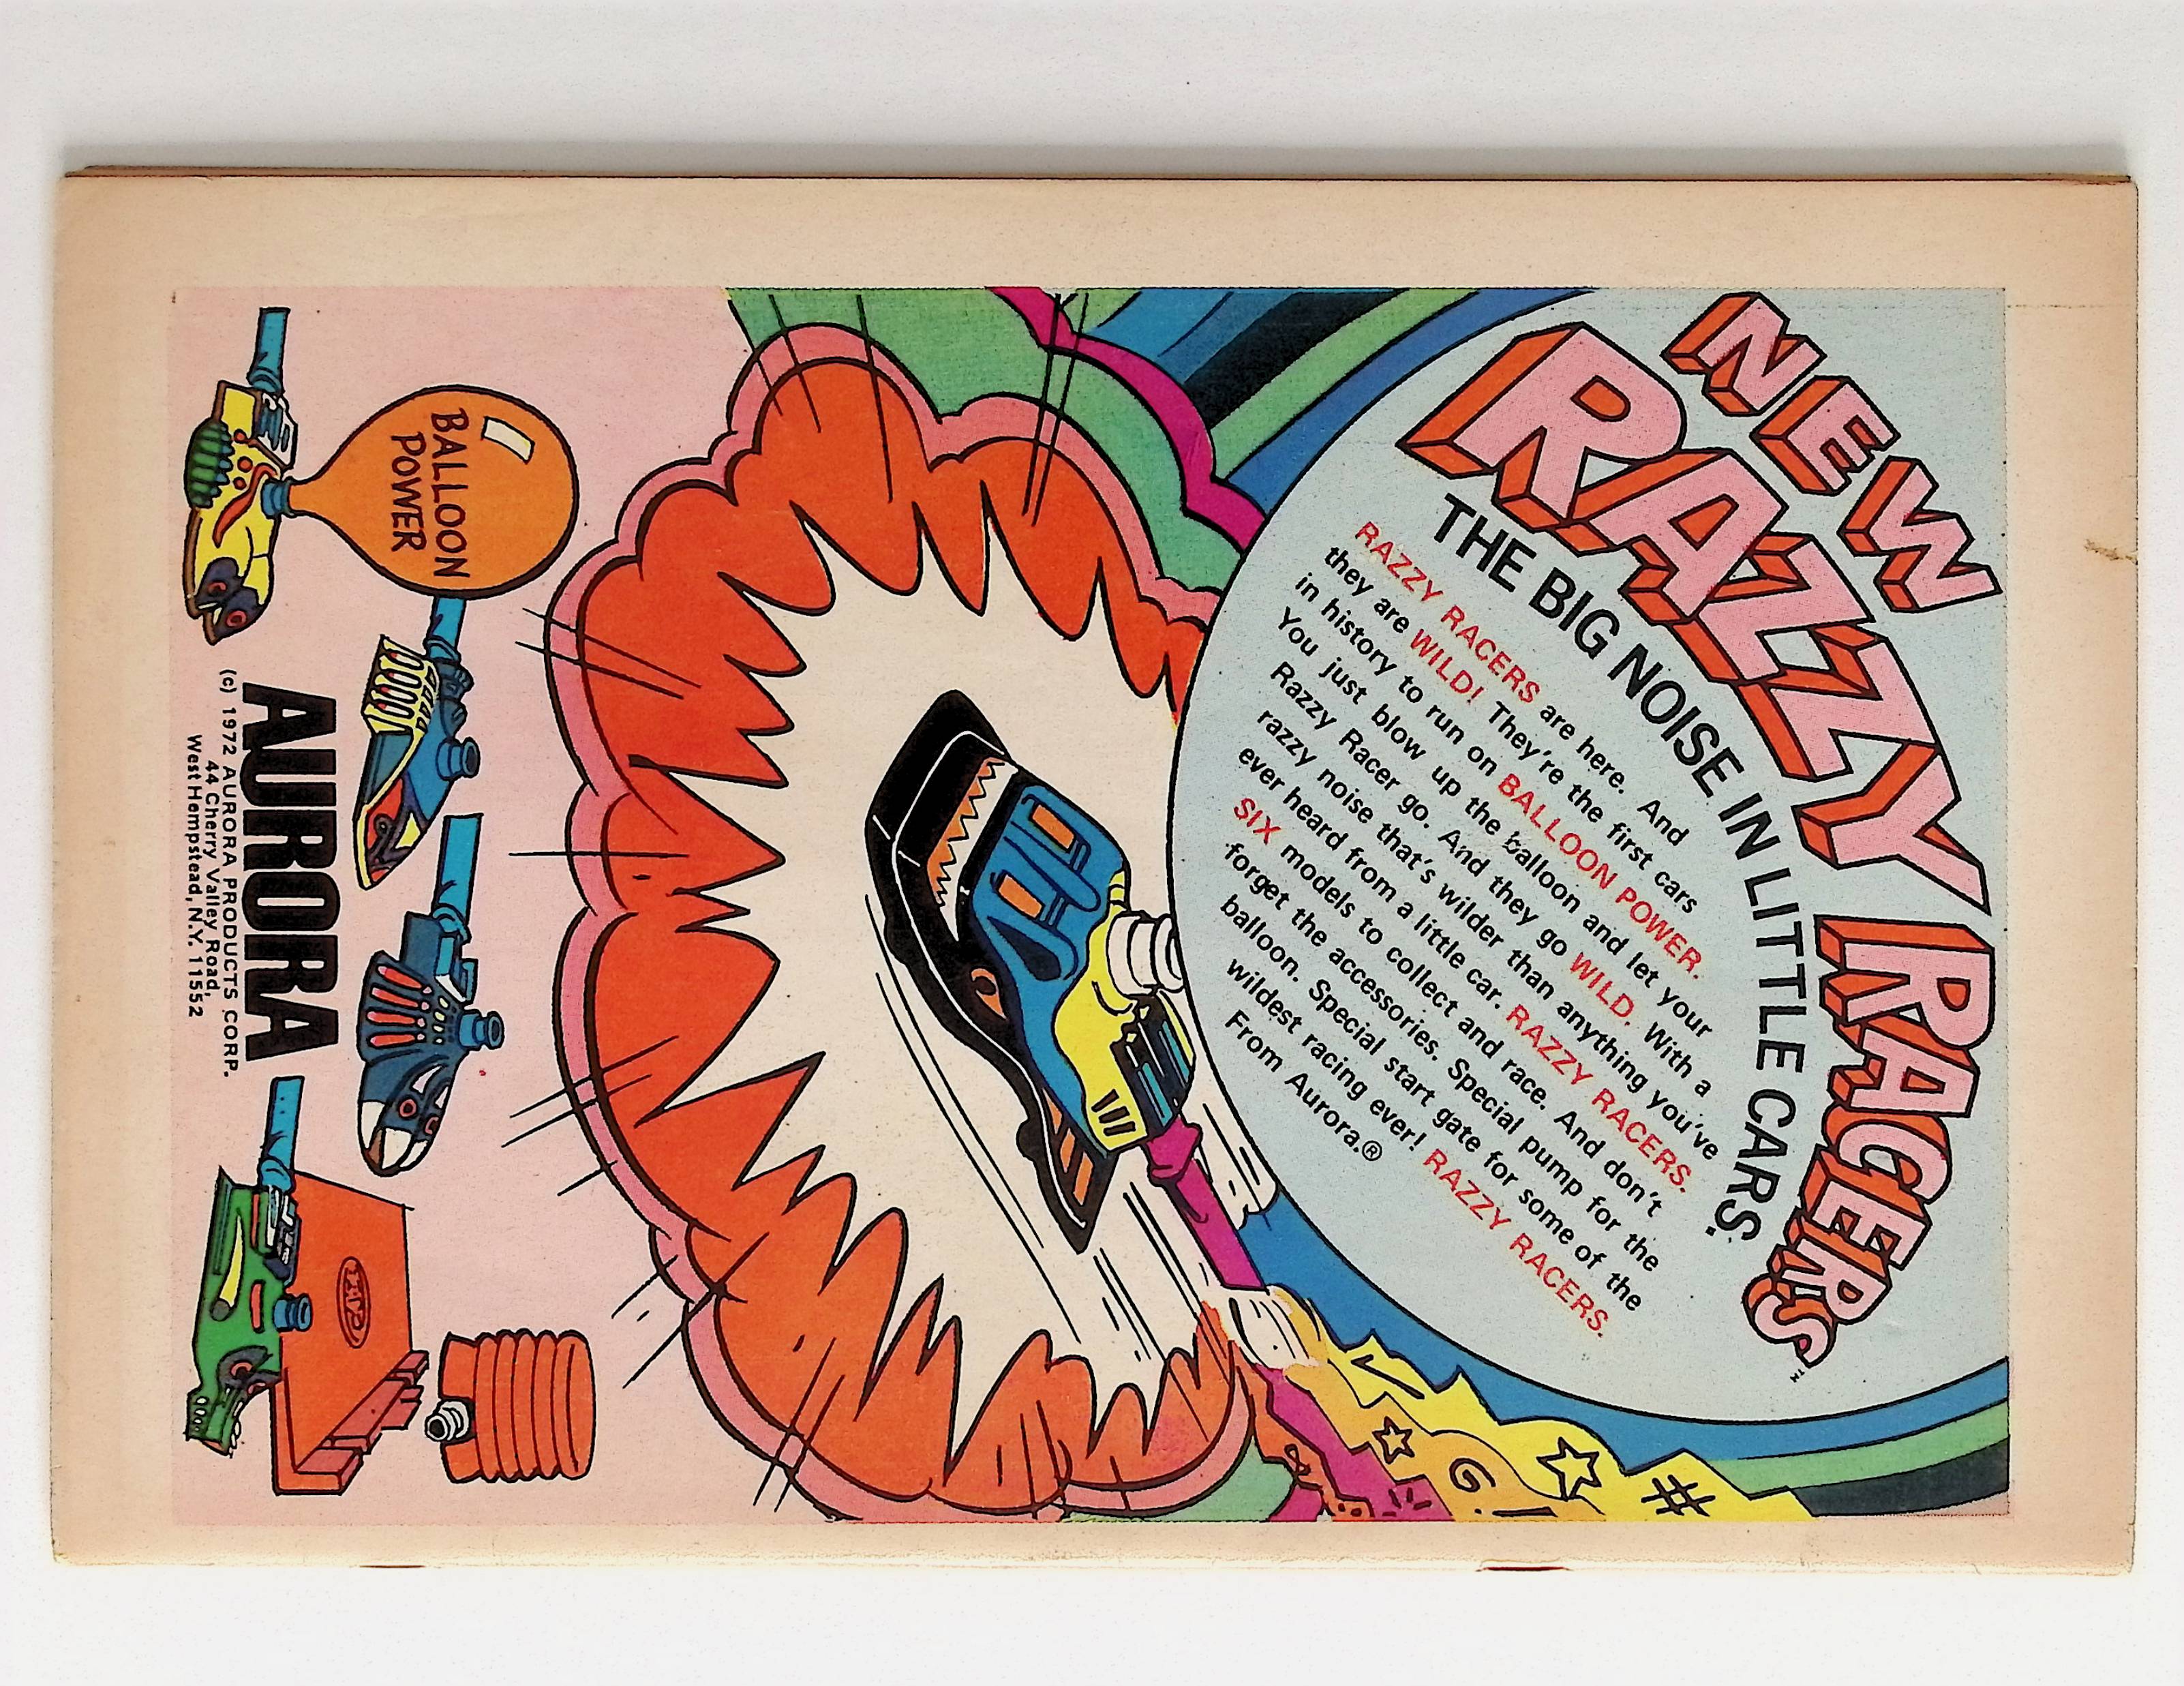 NEW
RAZZY RACERS™
THE BIG NOISE IN LITTLE CARS.
RAZZY RACERS are here. And
they are WILD! They're the first cars
in history to run on BALLOON POWER.
You just blow up the balloon and let your
Razzy Racer go. And they go WILD. With a
razzy noise that's wilder than anything you've
ever heard from a little car. RAZZY RACERS.
SIX models to collect and race. And don't
forget the accessories. Special pump for the
balloon. Special start gate for some of the
wildest racing ever! RAZZY RACERS.
From Aurora.®
BALLOON
POWER
AURORA
(c) 1972 AURORA PRODUCTS CORP.
44 Cherry Valley Road,
West Hempstead, N.Y. 11552